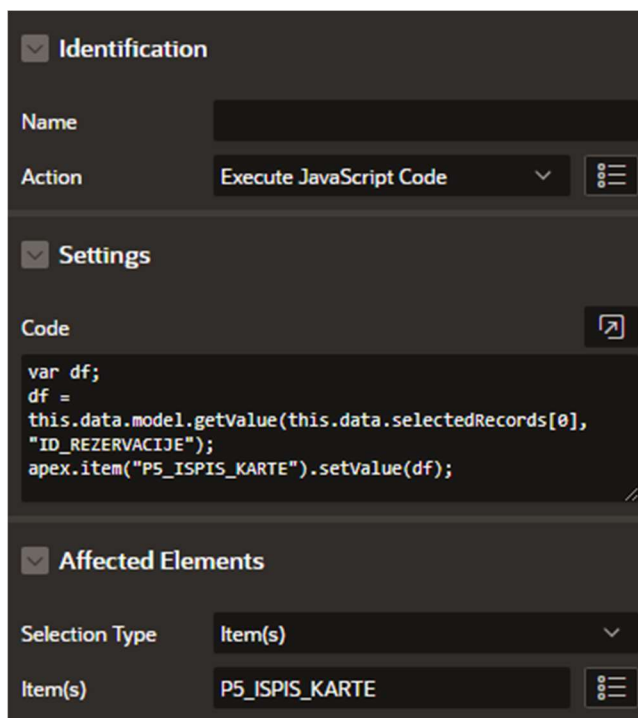 Identification
Name
Action Execute JavaScript Code
Settings
Code
var df;
df =
this.data.model.getValue(this.data.selectedRecords[0],
"ID_REZERVACIJE");
apex.item("P5_ISPIS_KARTE").setValue(df);
Affected Elements
Selection Type Item(s)
Item(s) P5_ISPIS_KARTE